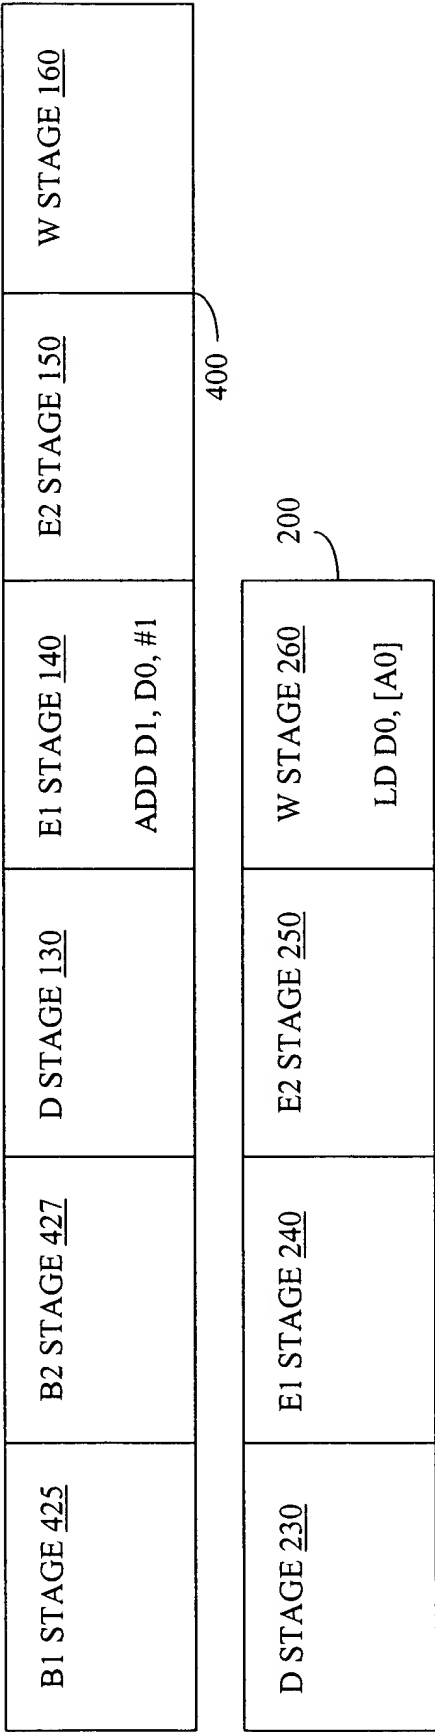 B1 STAGE 425
B2 STAGE 427
D STAGE 130
E1 STAGE 140
ADD D1, D0, #1
E2 STAGE 150
W STAGE 160
400
D STAGE 230
E1 STAGE 240
E2 STAGE 250
W STAGE 260
LD D0, [A0]
200